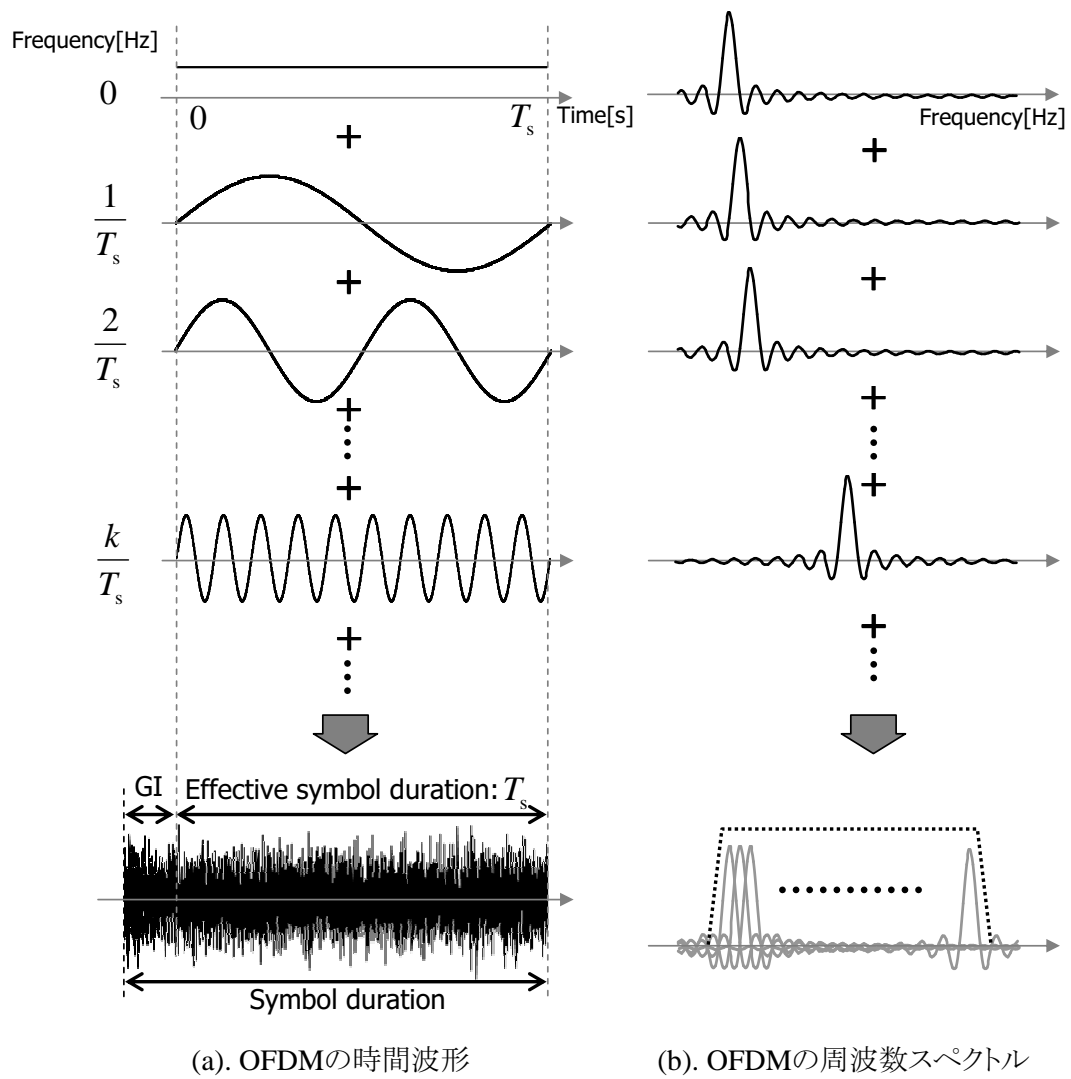 Frequency[Hz]
0
0
T_s
Time[s]
Frequency[Hz]
+
+
1/T_s
+
+
2/T_s
+
+
+
+
k/T_s
+
+
GI
Effective symbol duration: T_s
Symbol duration
(a). OFDMの時間波形
(b). OFDMの周波数スペクトル